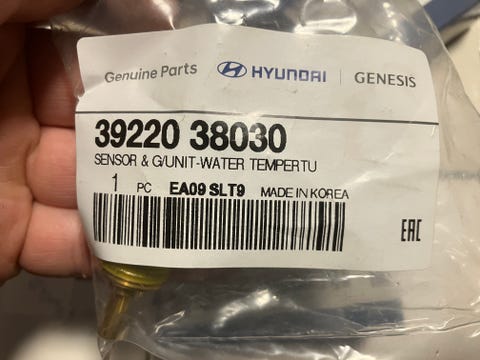 Genuine Parts HYUNDAI GENESIS
39220 38030
SENSOR & G/UNIT-WATER TEMPERTU
1 PC EA09 SLT9 MADE IN KOREA
EAC